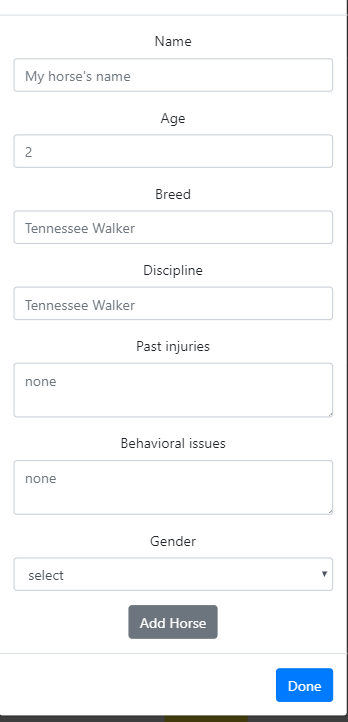 Name
My horse's name
Age
2
Breed
Tennessee Walker
Discipline
Tennessee Walker
Past injuries
none
Behavioral issues
none
Gender
select
Add Horse
Done